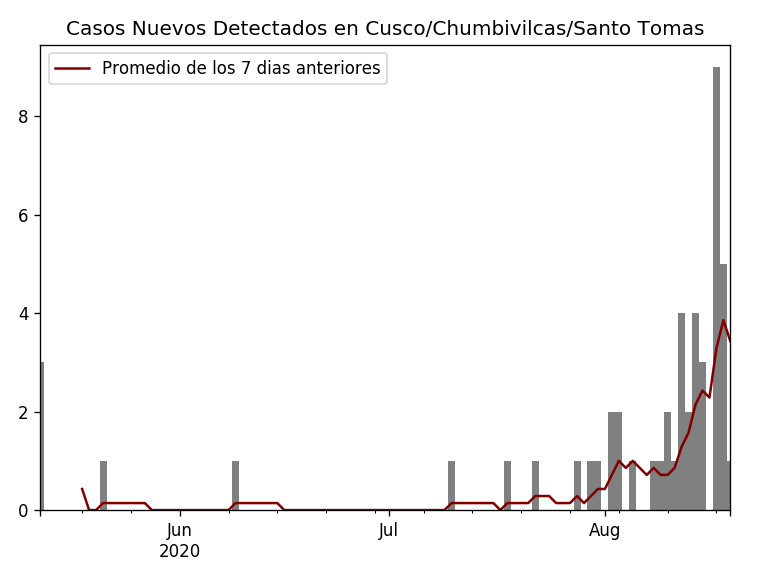 Casos Nuevos Detectados en Cusco/Chumbivilcas/Santo Tomas
Promedio de los 7 dias anteriores
8
6
4
2
0
Jun
2020
Jul
Aug